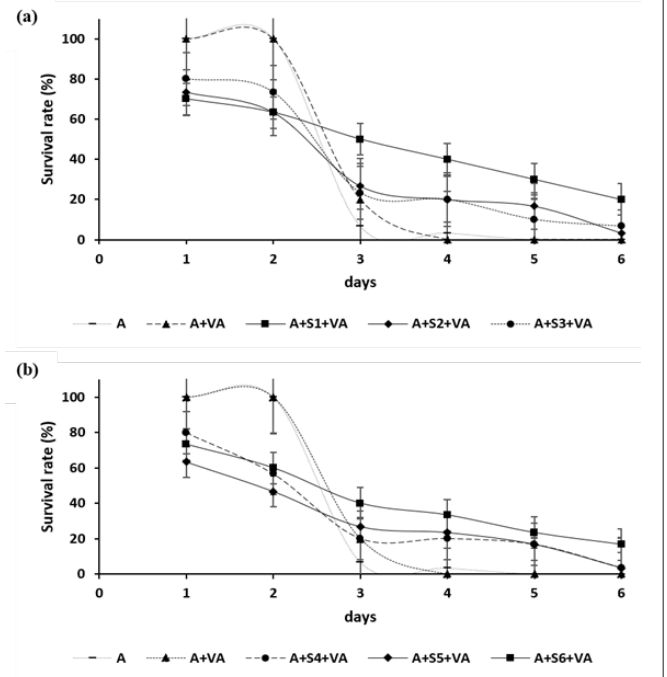 (a)
100
80
60
40
20
0
Survival rate (%)
0 1 2 3 4 5 6
days
A A+VA A+S1+VA A+S2+VA A+S3+VA
(b)
100
80
60
40
20
0
Survival rate (%)
0 1 2 3 4 5 6
days
A A+VA A+S4+VA A+S5+VA A+S6+VA